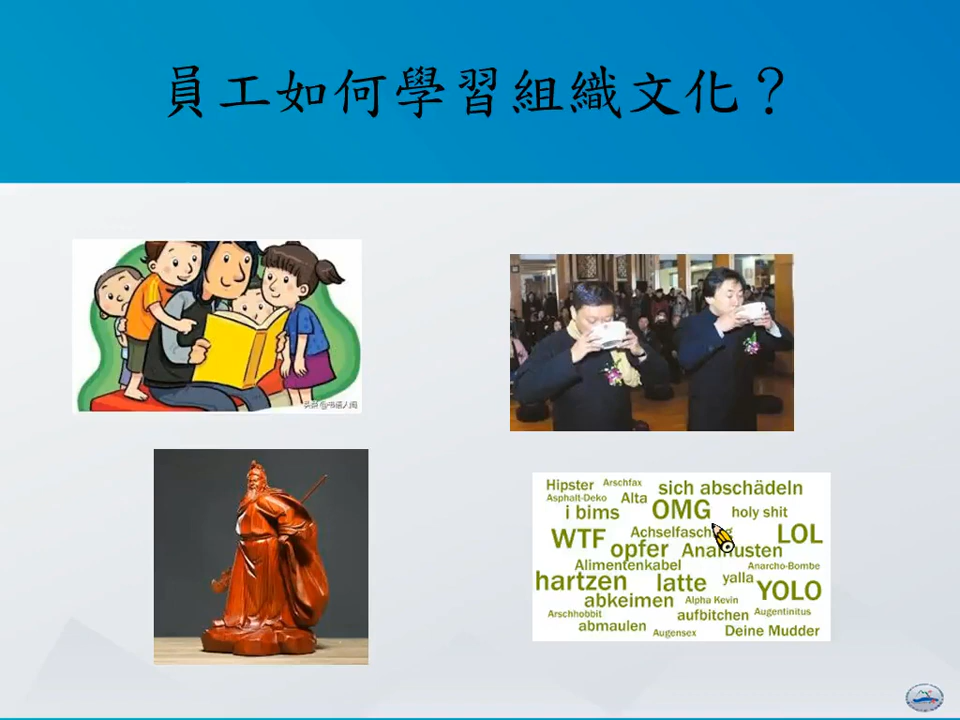 員工如何學習組織文化？
Hipster Arschfax sich abschädeln
Asphalt-Deko Alta OMG holy shit
i bims
WTF Achselfasching LOL
opfer Analhusten
Alimentenkabel Anarcho-Bombe
hartzen latte yalla YOLO
abkeimen Alpha Kevin
Arschhobbit aufbitchen Augentinitus
abmaulen Augensex Deine Mudder